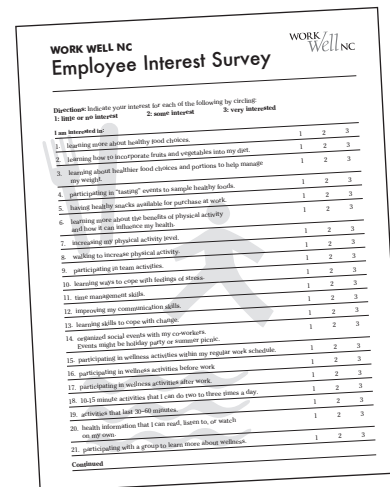 WORK WELL NC
Employee Interest Survey
WORK
Well NC
Directions: Indicate your interest for each of the following by circling:
1: little or no interest 2: some interest 3: very interested
I am interested in:
1. learning more about healthy food choices. 1 2 3
2. learning how to incorporate fruits and vegetables into my diet. 1 2 3
3. learning about healthier food choices and portions to help manage 1 2 3
my weight.
4. participating in "tasting" events to sample healthy foods. 1 2 3
5. having healthy snacks available for purchase at work. 1 2 3
6. learning more about the benefits of physical activity 1 2 3
and how it can influence my health.
7. increasing my physical activity level. 1 2 3
8. walking to increase physical activity 1 2 3
9. participating in team activities. 1 2 3
10. learning ways to cope with feelings of stress. 1 2 3
11. time management skills. 1 2 3
12. improving my communication skills. 1 2 3
13. learning skills to cope with change. 1 2 3
14. organized social events with my co-workers. 1 2 3
Events might be holiday party or summer picnic.
15. participating in wellness activities within my regular work schedule. 1 2 3
16. participating in wellness activities before work 1 2 3
17. participating in wellness activities after work. 1 2 3
18. 10-15 minute activities that I can do two to three times a day. 1 2 3
19. activities that last 30-60 minutes. 1 2 3
20. health information that I can read, listen to, or watch 1 2 3
on my own.
21. participating with a group to learn more about wellness. 1 2 3
Continued